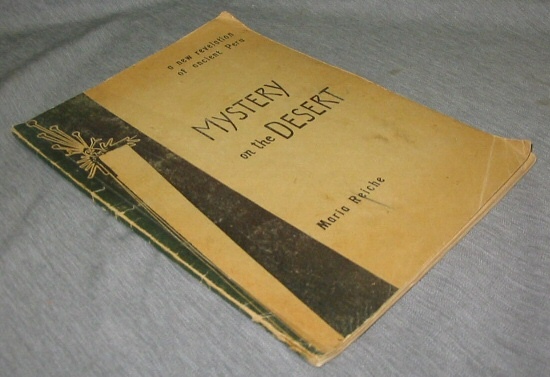 a new revelation
of ancient Peru
MYSTERY
on the DESERT
Maria Reiche